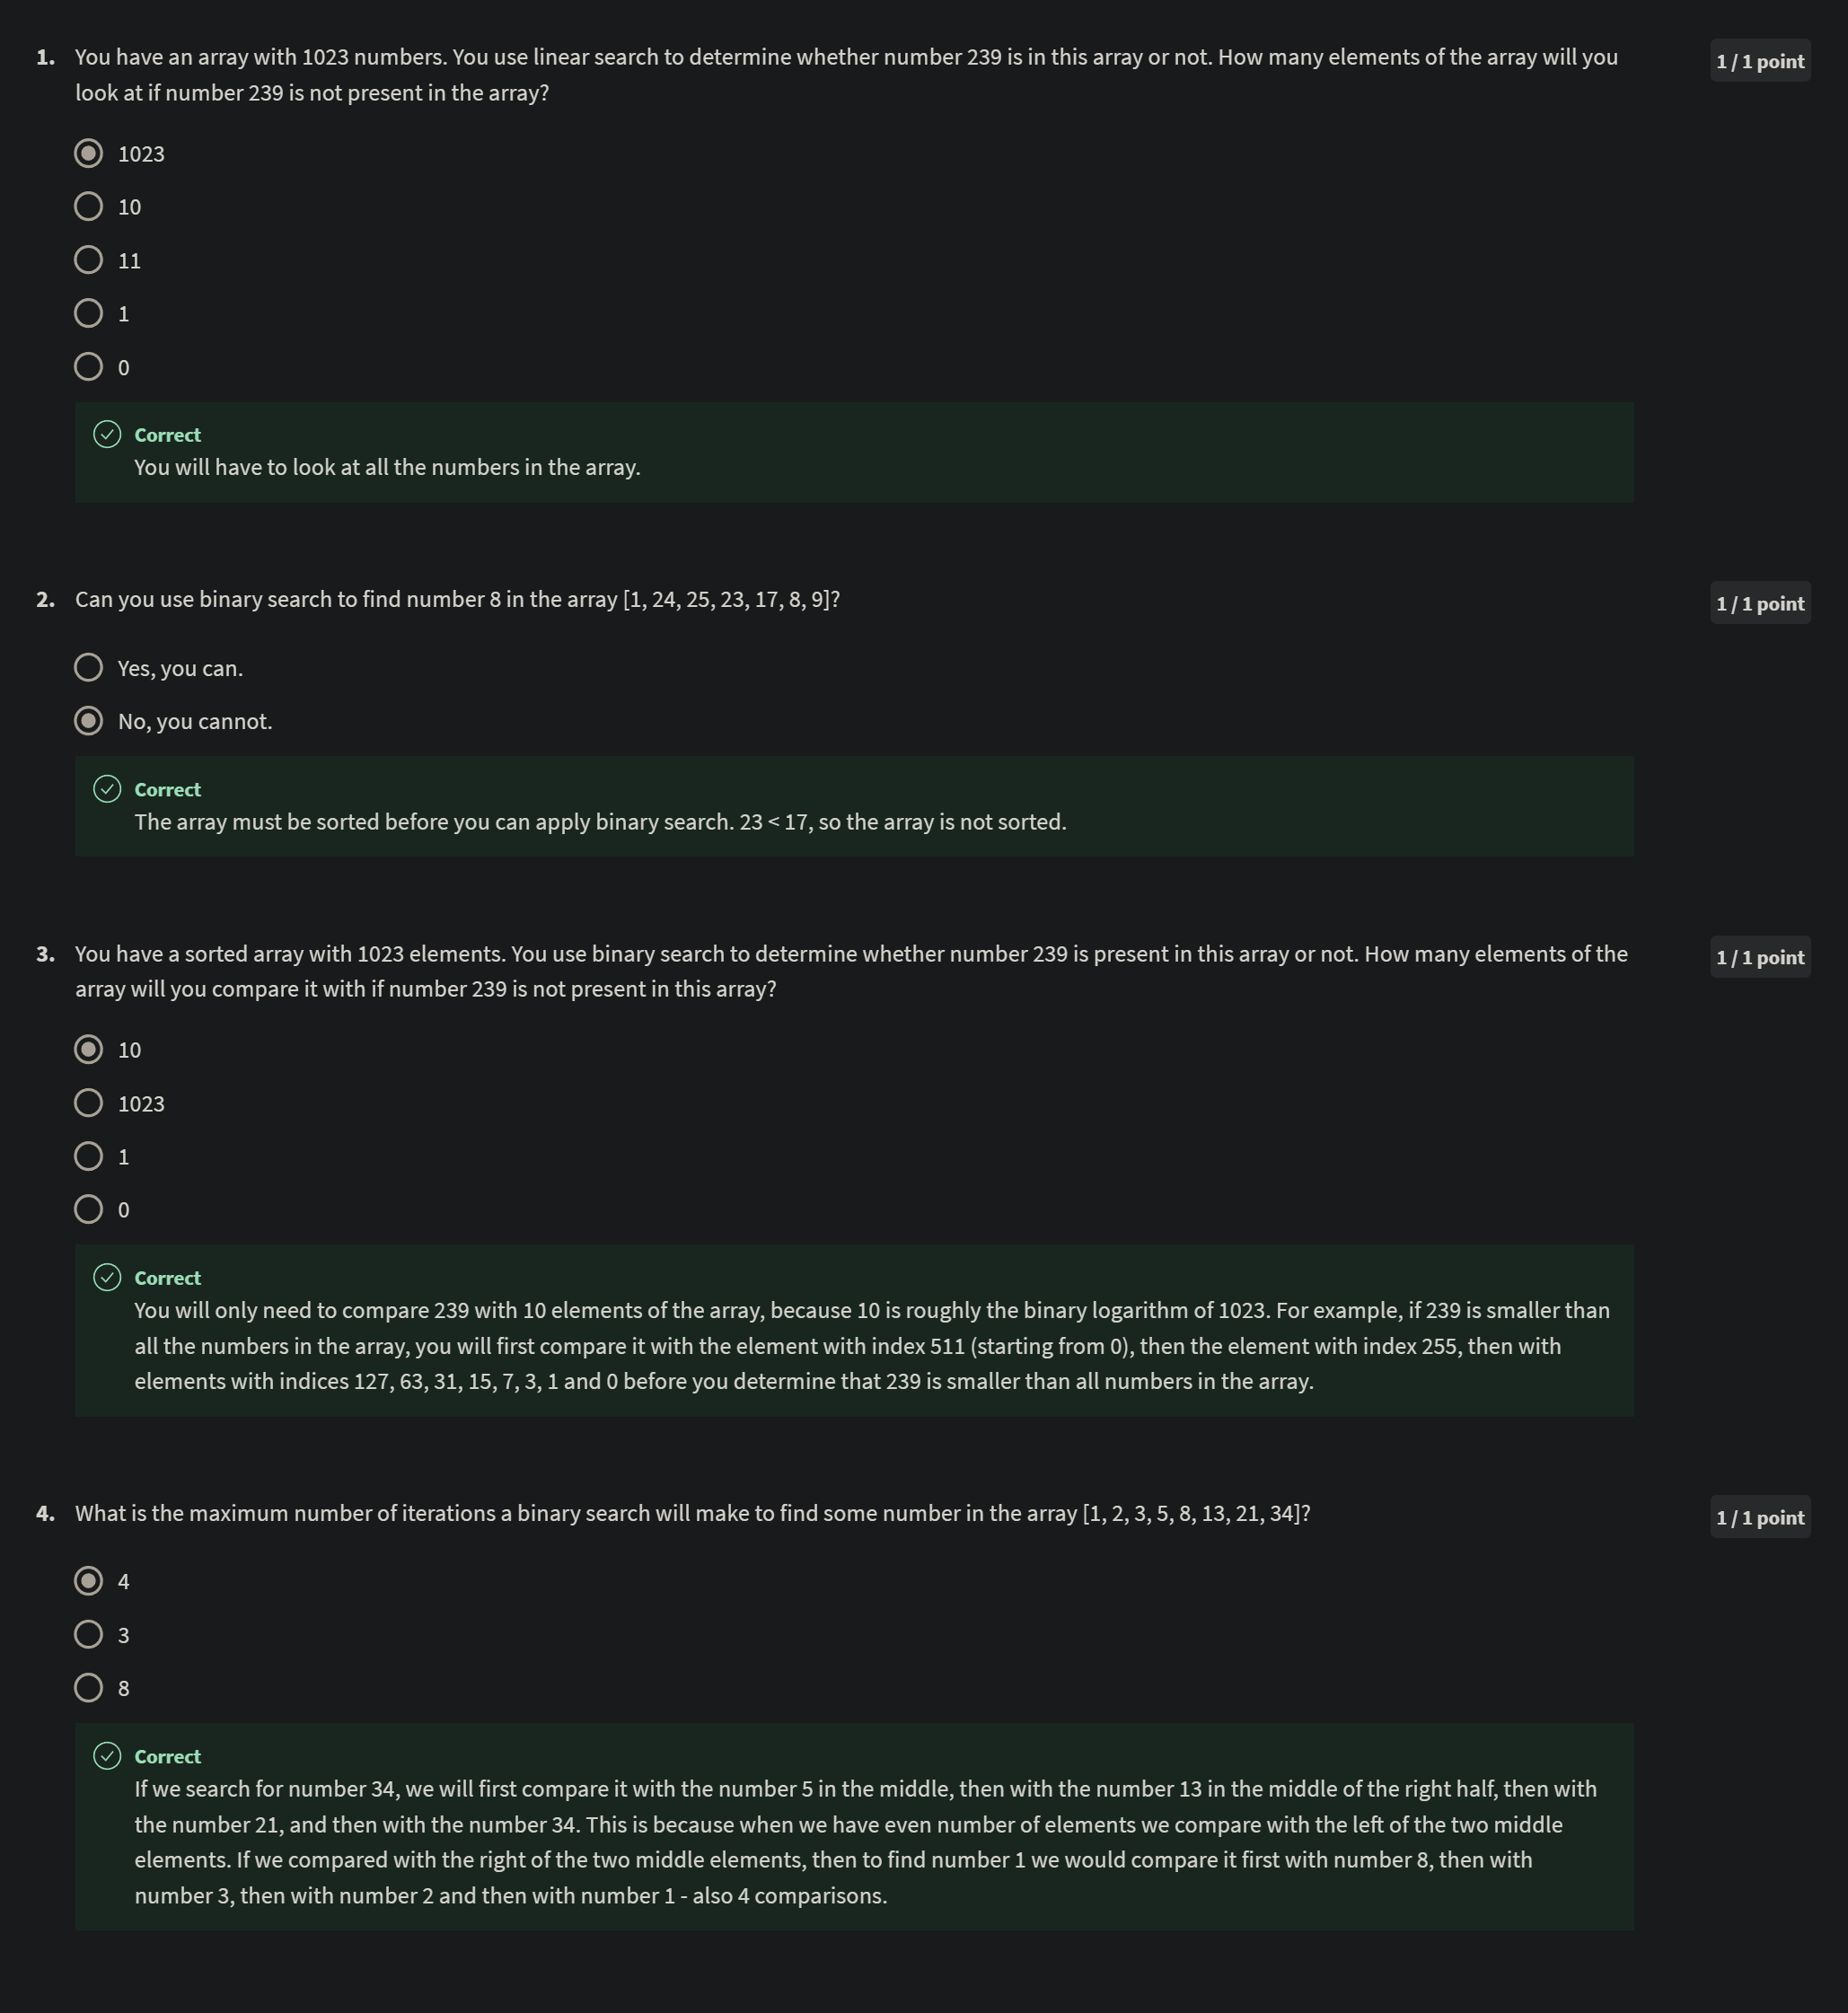 1. You have an array with 1023 numbers. You use linear search to determine whether number 239 is in this array or not. How many elements of the array will you
1 / 1 point
look at if number 239 is not present in the array?
1023
10
11
1
0
Correct
You will have to look at all the numbers in the array.
2. Can you use binary search to find number 8 in the array [1, 24, 25, 23, 17, 8, 9]?
1 / 1 point
Yes, you can.
No, you cannot.
Correct
The array must be sorted before you can apply binary search. 23 < 17, so the array is not sorted.
3. You have a sorted array with 1023 elements. You use binary search to determine whether number 239 is present in this array or not. How many elements of the
1 / 1 point
array will you compare it with if number 239 is not present in this array?
10
1023
1
0
Correct
You will only need to compare 239 with 10 elements of the array, because 10 is roughly the binary logarithm of 1023. For example, if 239 is smaller than
all the numbers in the array, you will first compare it with the element with index 511 (starting from 0), then the element with index 255, then with
elements with indices 127, 63, 31, 15, 7, 3, 1 and 0 before you determine that 239 is smaller than all numbers in the array.
4. What is the maximum number of iterations a binary search will make to find some number in the array [1, 2, 3, 5, 8, 13, 21, 34]?
1 / 1 point
4
3
8
Correct
If we search for number 34, we will first compare it with the number 5 in the middle, then with the number 13 in the middle of the right half, then with
the number 21, and then with the number 34. This is because when we have even number of elements we compare with the left of the two middle
elements. If we compared with the right of the two middle elements, then to find number 1 we would compare it first with number 8, then with
number 3, then with number 2 and then with number 1 - also 4 comparisons.